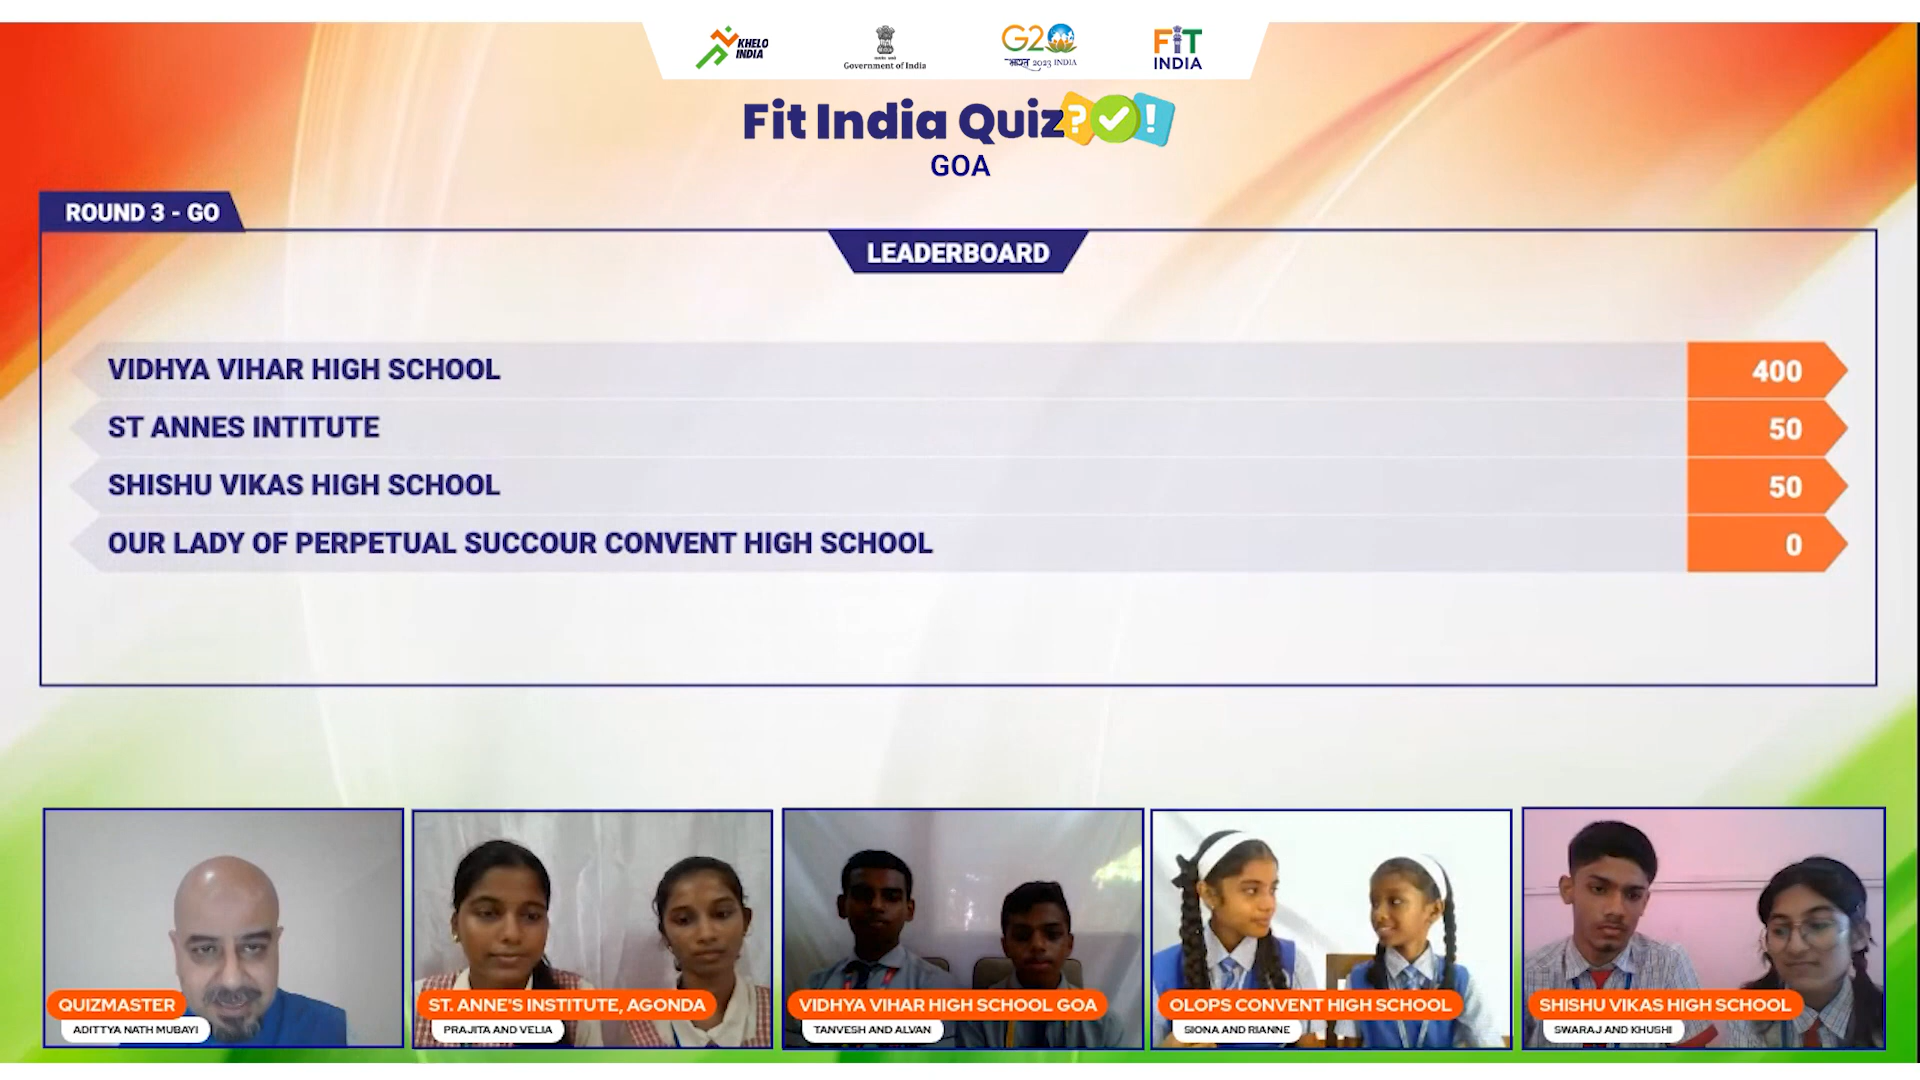 KHELO
INDIA
Government of India
G20
भारत 2023 INDIA
FIT
INDIA
Fit India Quiz?!
GOA
ROUND 3 - GO
LEADERBOARD
VIDHYA VIHAR HIGH SCHOOL 400
ST ANNES INTITUTE 50
SHISHU VIKAS HIGH SCHOOL 50
OUR LADY OF PERPETUAL SUCCOUR CONVENT HIGH SCHOOL 0
QUIZMASTER
ADITTYA NATH MUBAYI
ST. ANNE'S INSTITUTE, AGONDA
PRAJITA AND VELIA
VIDHYA VIHAR HIGH SCHOOL GOA
TANVESH AND ALVAN
OLOPS CONVENT HIGH SCHOOL
SIONA AND RIANNE
SHISHU VIKAS HIGH SCHOOL
SWARAJ AND KHUSHI